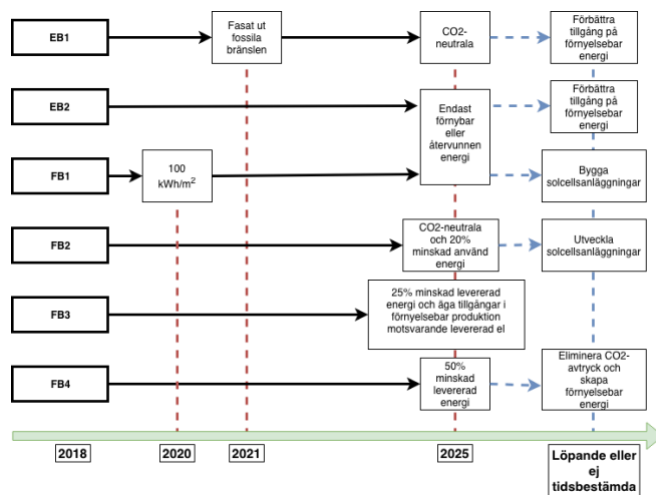 EB1
Fasat ut
fossila
bränslen
CO2-
neutrala
Förbättra
tillgång på
förnyelsebar
energi
EB2
Endast
förnybar
eller
återvunnen
energi
Förbättra
tillgång på
förnyelsebar
energi
FB1
100
kWh/m²
Bygga
solcellsanläggningar
FB2
CO2-neutrala
och 20%
minskad använd
energi
Utveckla
solcellsanläggningar
FB3
25% minskad levererad
energi och äga tillgångar i
förnyelsebar produktion
motsvarande levererad el
FB4
50%
minskad
levererad
energi
Eliminera CO2-
avtryck och
skapa
förnyelsebar
energi
2018
2020
2021
2025
Löpande eller
ej
tidsbestämda